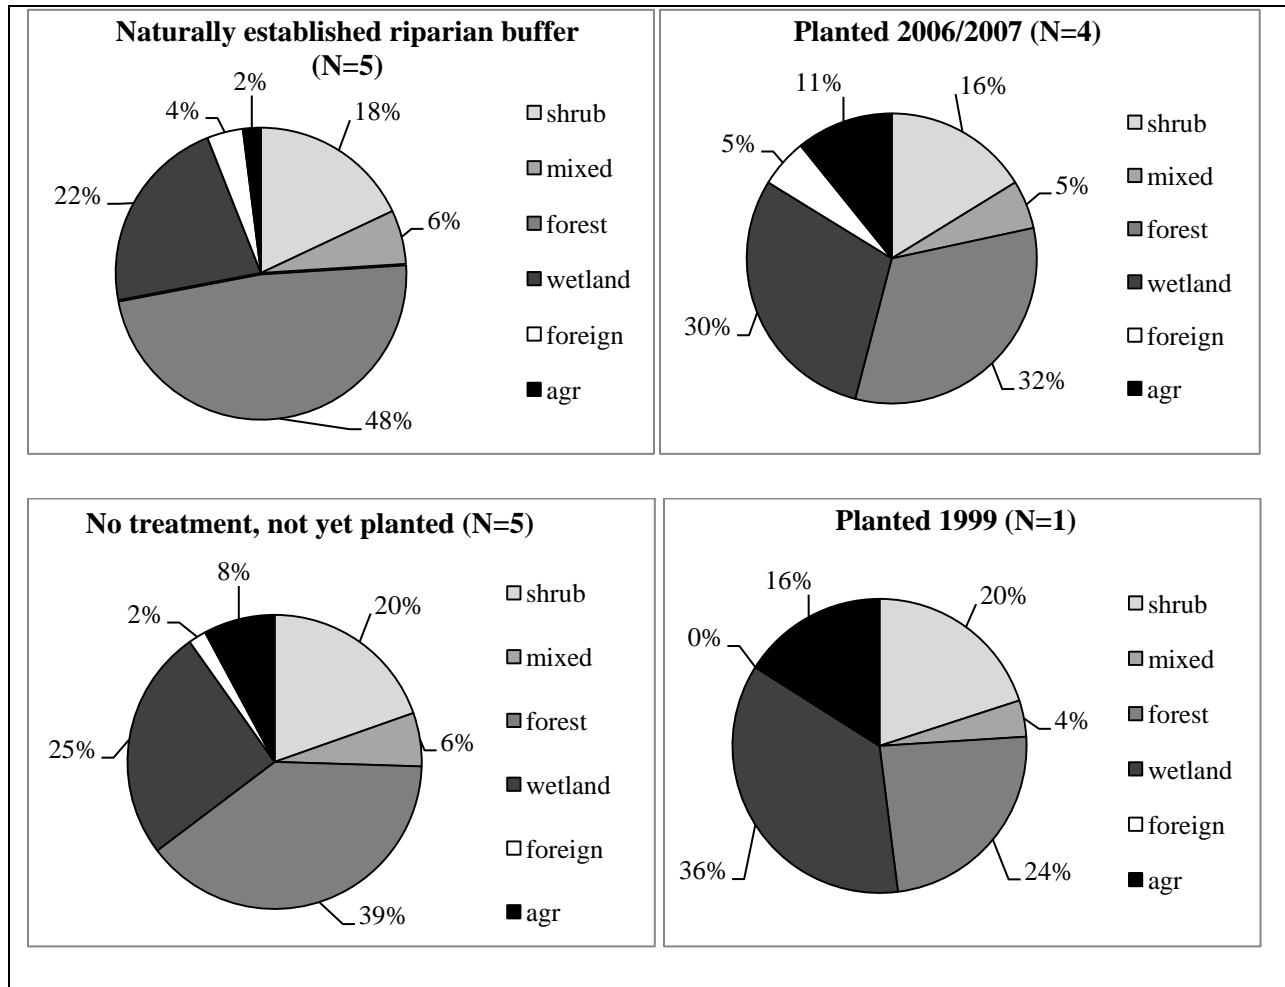 Naturally established riparian buffer
(N=5)
2%
4%
18%
22%
6%
48%
shrub
mixed
forest
wetland
foreign
agr
Planted 2006/2007 (N=4)
11%
16%
5%
5%
30%
32%
shrub
mixed
forest
wetland
foreign
agr
No treatment, not yet planted (N=5)
8%
2%
20%
25%
6%
39%
shrub
mixed
forest
wetland
foreign
agr
Planted 1999 (N=1)
16%
20%
0%
4%
36%
24%
shrub
mixed
forest
wetland
foreign
agr